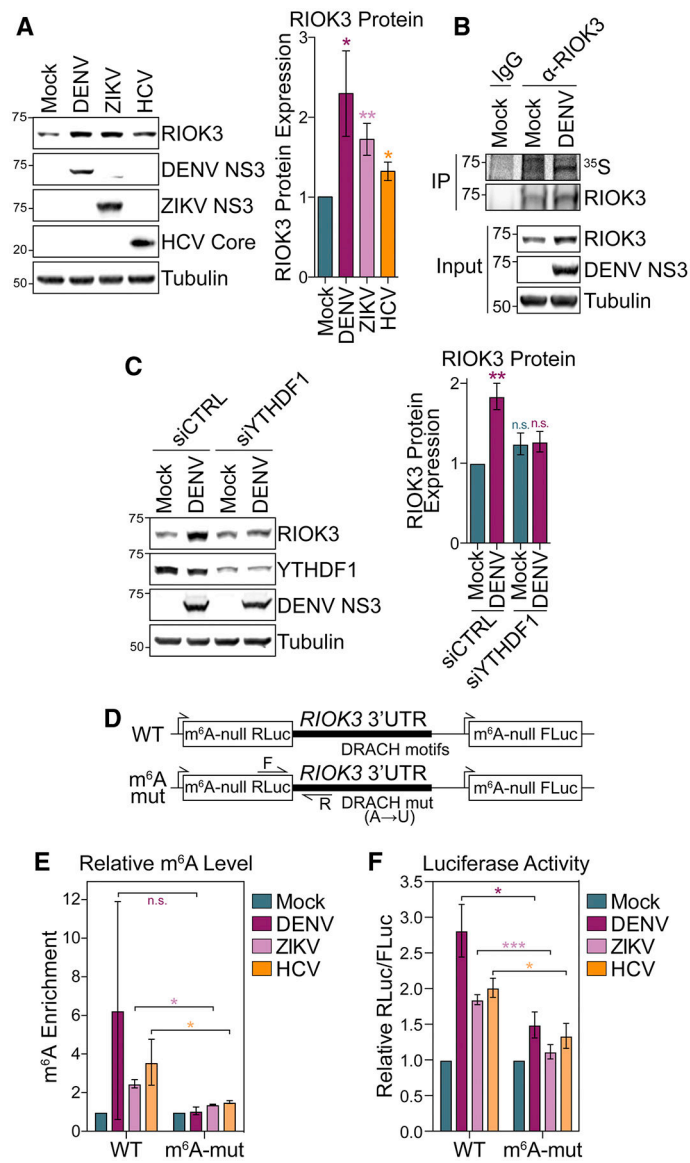 A
Mock
DENV
ZIKV
HCV
75
RIOK3
75
DENV NS3
75
ZIKV NS3
20
HCV Core
50
Tubulin
RIOK3 Protein
RIOK3 Protein Expression
3
2
1
0
*
**
*
Mock
DENV
ZIKV
HCV
B
IgG
α-RIOK3
Mock
Mock
DENV
IP
75
³⁵S
75
RIOK3
Input
75
RIOK3
75
DENV NS3
50
Tubulin
C
siCTRL
siYTHDF1
Mock
DENV
Mock
DENV
75
RIOK3
75
YTHDF1
75
DENV NS3
50
Tubulin
RIOK3 Protein
RIOK3 Protein
Expression
2
1
0
**
n.s.
n.s.
Mock
DENV
Mock
DENV
siCTRL
siYTHDF1
D
WT
m⁶A-null RLuc
RIOK3 3'UTR
DRACH motifs
m⁶A-null FLuc
m⁶A
mut
F
m⁶A-null RLuc
RIOK3 3'UTR
R
DRACH mut
(A→U)
m⁶A-null FLuc
E
Relative m⁶A Level
m⁶A Enrichment
12
10
8
6
4
2
0
n.s.
*
*
WT
m⁶A-mut
Mock
DENV
ZIKV
HCV
F
Luciferase Activity
Relative RLuc/FLuc
3.5
3.0
2.5
2.0
1.5
1.0
0.5
0.0
*
***
*
WT
m⁶A-mut
Mock
DENV
ZIKV
HCV